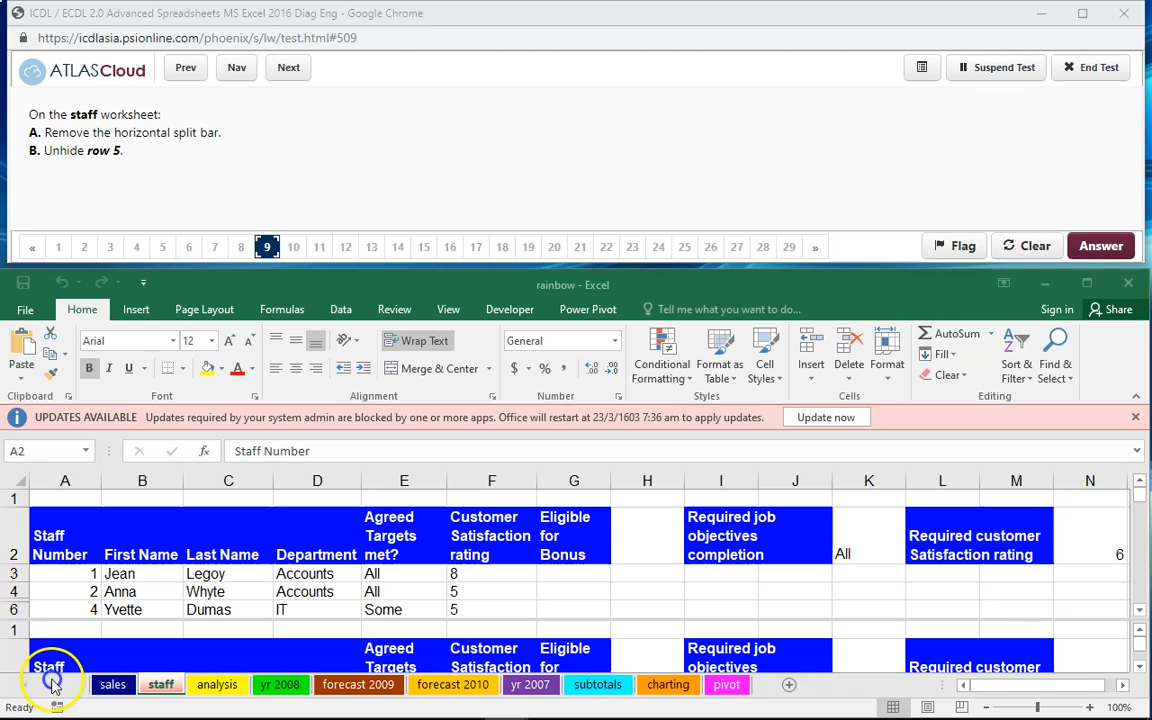 ICDL / ECDL 2.0 Advanced Spreadsheets MS Excel 2016 Diag Eng - Google Chrome
https://icdlasia.psionline.com/phoenix/s/lw/test.html#509
ATLASCloud Prev Nav Next Suspend Test End Test
On the staff worksheet:
A. Remove the horizontal split bar.
B. Unhide row 5.
« 1 2 3 4 5 6 7 8 9 10 11 12 13 14 15 16 17 18 19 20 21 22 23 24 25 26 27 28 29 » Flag Clear Answer
rainbow - Excel
File Home Insert Page Layout Formulas Data Review View Developer Power Pivot Tell me what you want to do... Sign in Share
Arial 12 A A Wrap Text General AutoSum
Paste B I U A Merge & Center $ % , Conditional Formatting Format as Table Cell Styles Insert Delete Format Fill Clear Sort & Filter Find & Select
Clipboard Font Alignment Number Styles Cells Editing
UPDATES AVAILABLE Updates required by your system admin are blocked by one or more apps. Office will restart at 23/3/1603 7:36 am to apply updates. Update now
A2 fx Staff Number
A B C D E F G H I J K L M N
1
2 Staff Number First Name Last Name Department Agreed Targets met? Customer Satisfaction rating Eligible for Bonus Required job objectives completion All Required customer Satisfaction rating 6
3 1 Jean Legoy Accounts All 8
4 2 Anna Whyte Accounts All 5
6 4 Yvette Dumas IT Some 5
1
Staff Agreed Targets Customer Satisfaction Eligible for Required job objectives Required customer
sales staff analysis yr 2008 forecast 2009 forecast 2010 yr 2007 subtotals charting pivot
Ready 100%